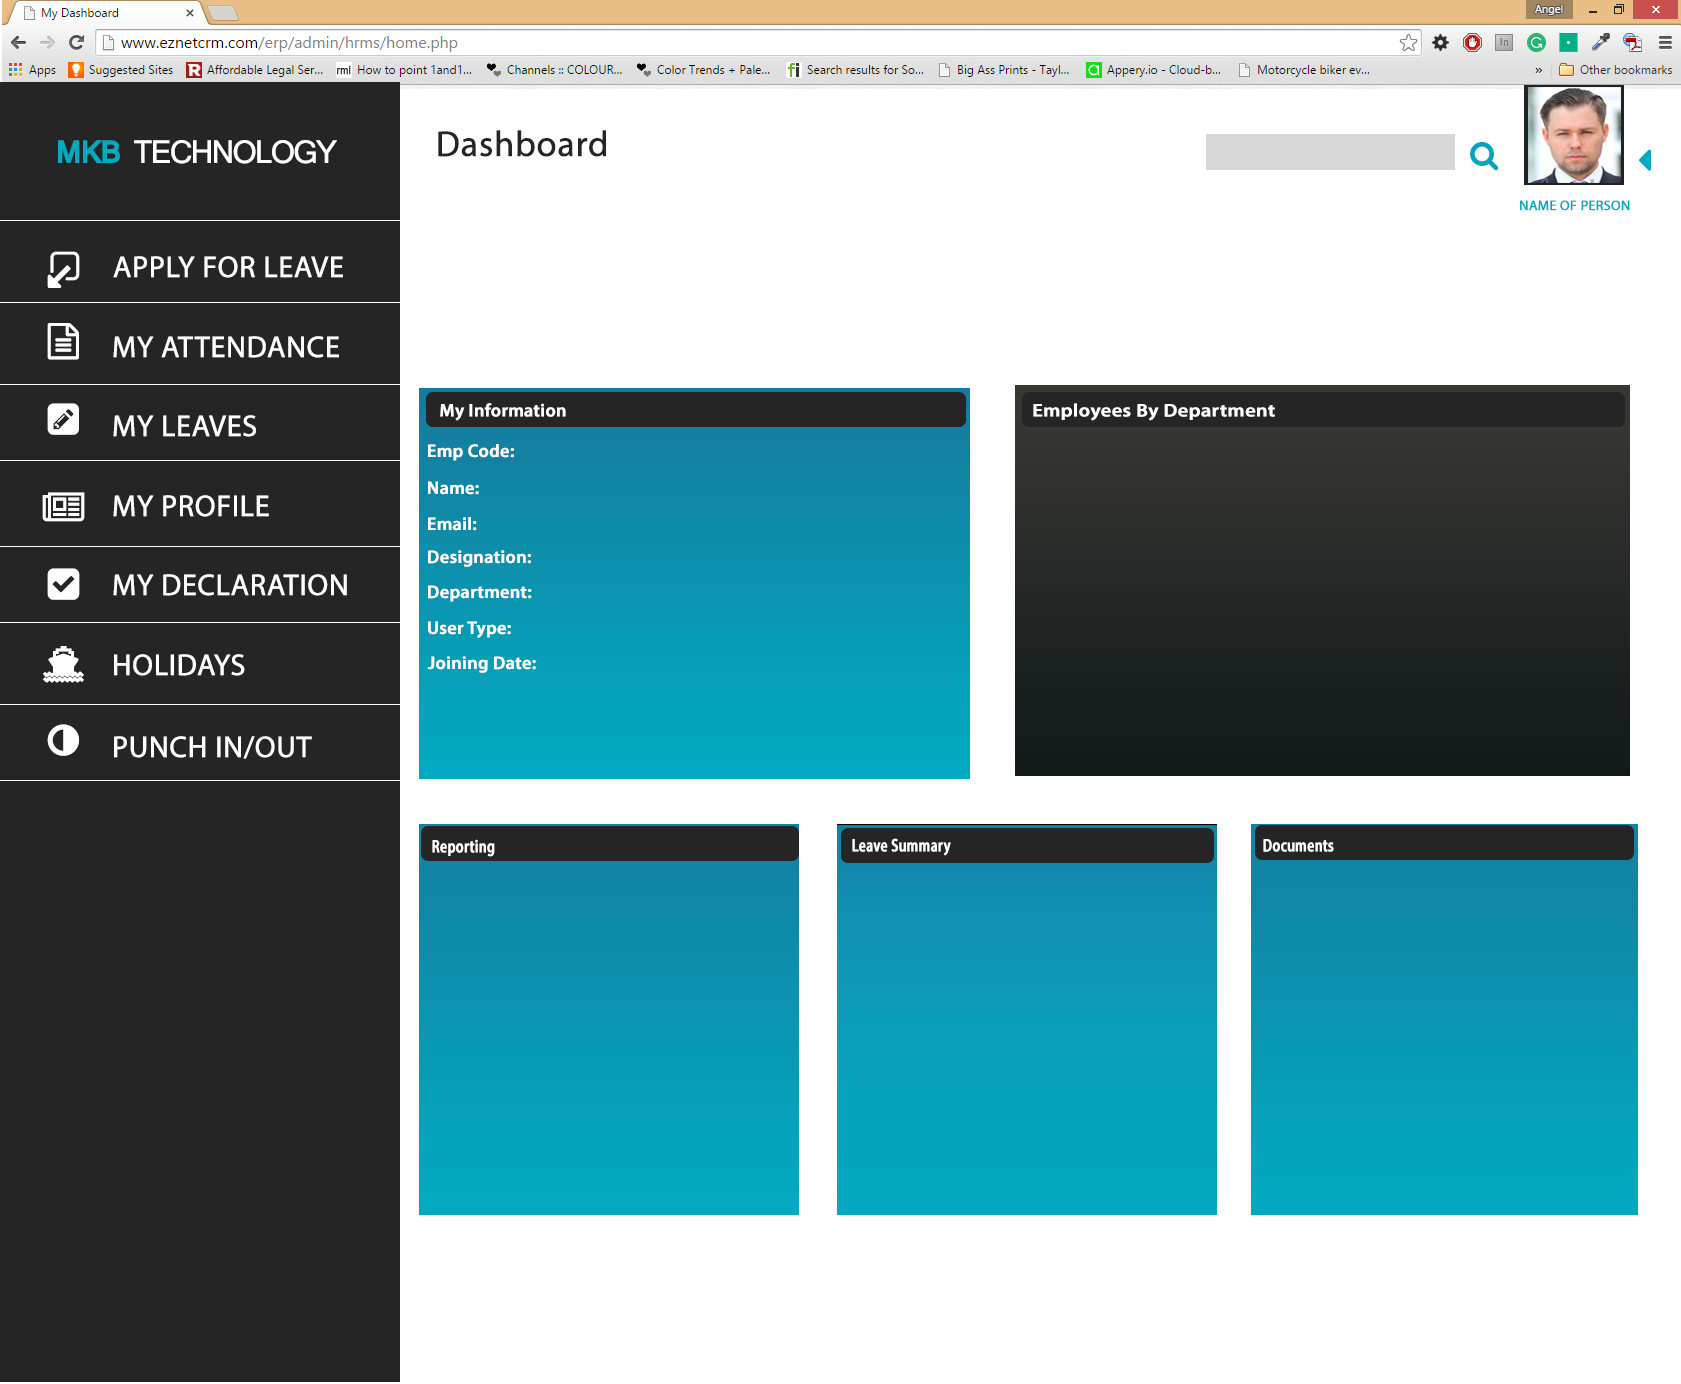 My Dashboard
Angel
www.eznetcrm.com/erp/admin/hrms/home.php
Apps Suggested Sites Affordable Legal Ser... rml How to point 1and1... Channels :: COLOUR... Color Trends + Pale... fi Search results for So... Big Ass Prints - Tayl... Appery.io - Cloud-b... Motorcycle biker ev... » Other bookmarks
MKB TECHNOLOGY
APPLY FOR LEAVE
MY ATTENDANCE
MY LEAVES
MY PROFILE
MY DECLARATION
HOLIDAYS
PUNCH IN/OUT
Dashboard
NAME OF PERSON
My Information
Emp Code:
Name:
Email:
Designation:
Department:
User Type:
Joining Date:
Employees By Department
Reporting
Leave Summary
Documents